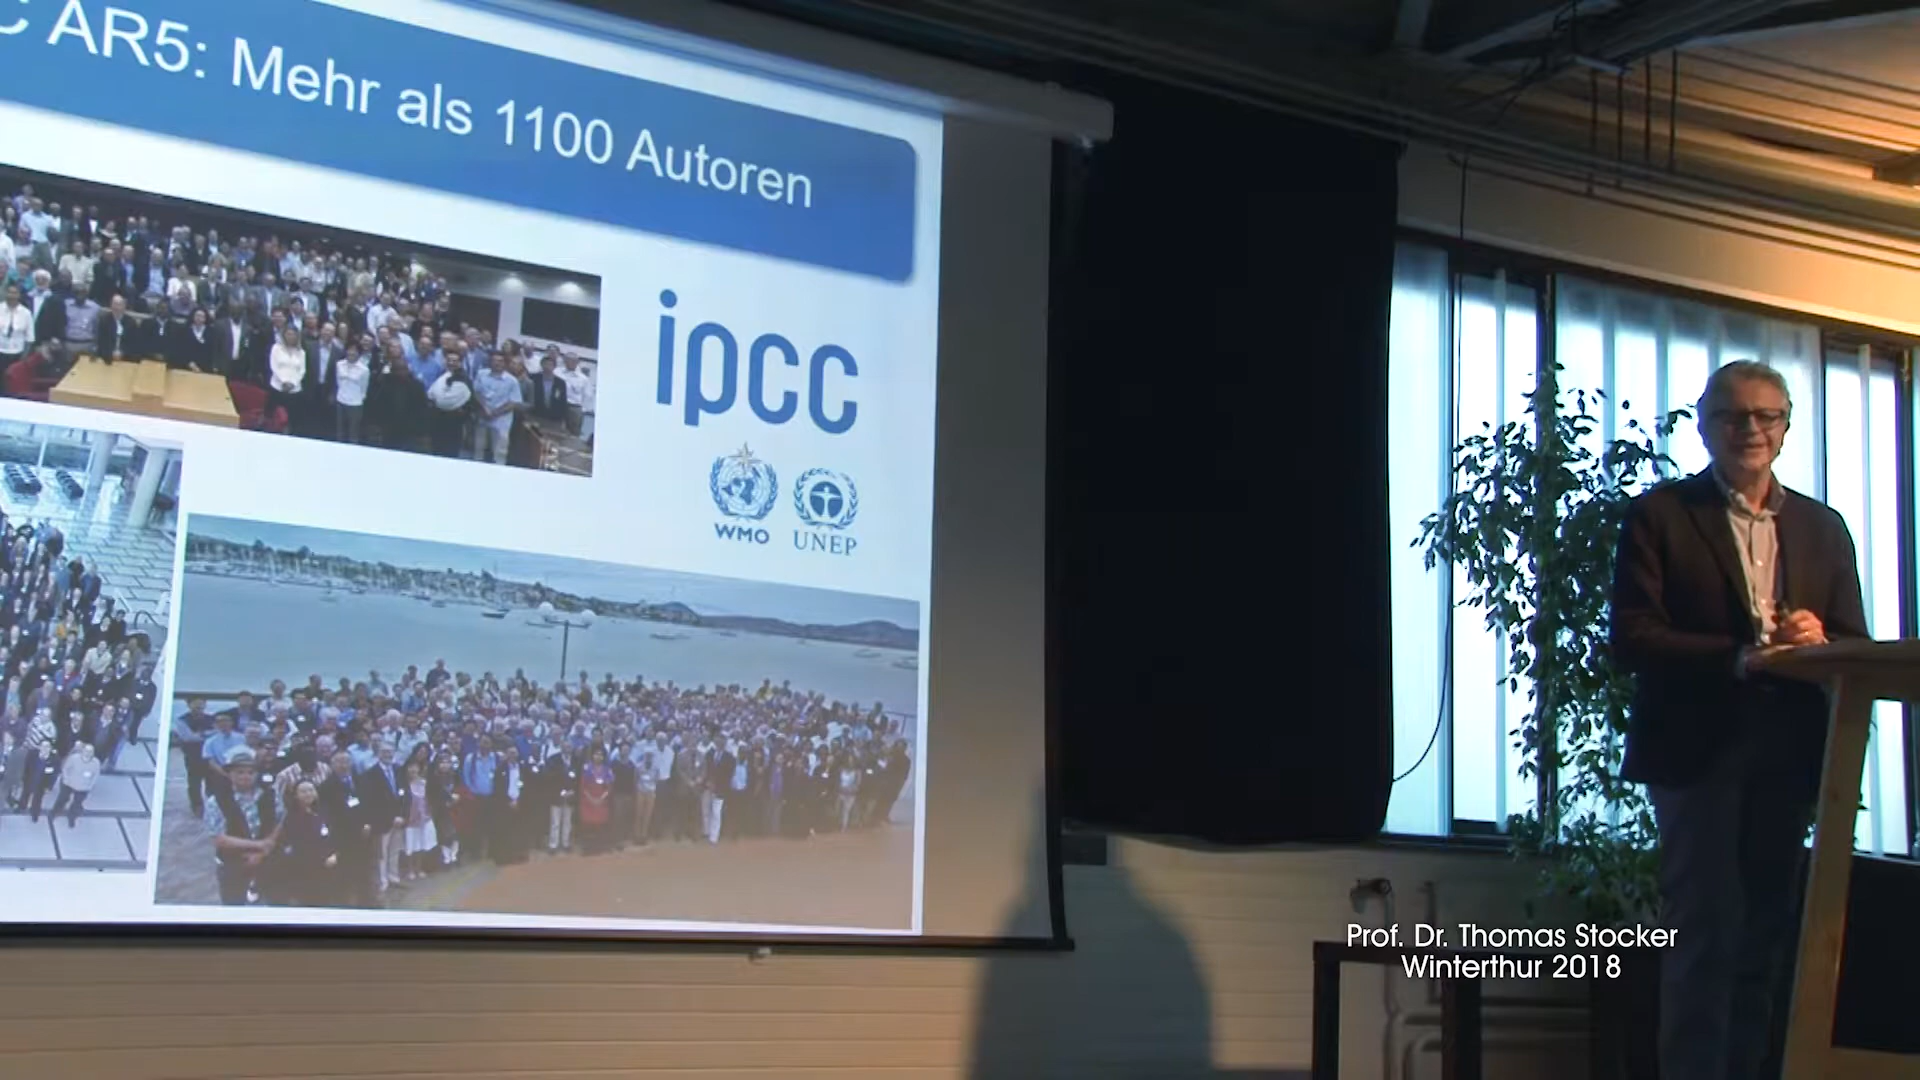 C AR5: Mehr als 1100 Autoren
ipcc
WMO
UNEP
Prof. Dr. Thomas Stocker
Winterthur 2018